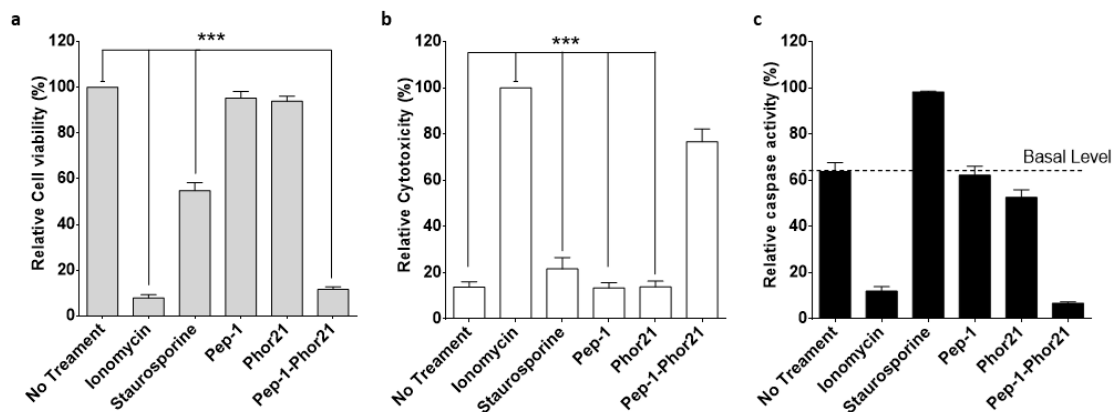 a
***
Relative Cell viability (%)
120
100
80
60
40
20
0
No Treament
Ionomycin
Staurosporine
Pep-1
Phor21
Pep-1-Phor21
b
***
Relative Cytotoxicity (%)
120
100
80
60
40
20
0
No Treament
Ionomycin
Staurosporine
Pep-1
Phor21
Pep-1-Phor21
c
Relative caspase activity (%)
120
100
80
60
40
20
0
Basal Level
No Treament
Ionomycin
Staurosporine
Pep-1
Phor21
Pep-1-Phor21